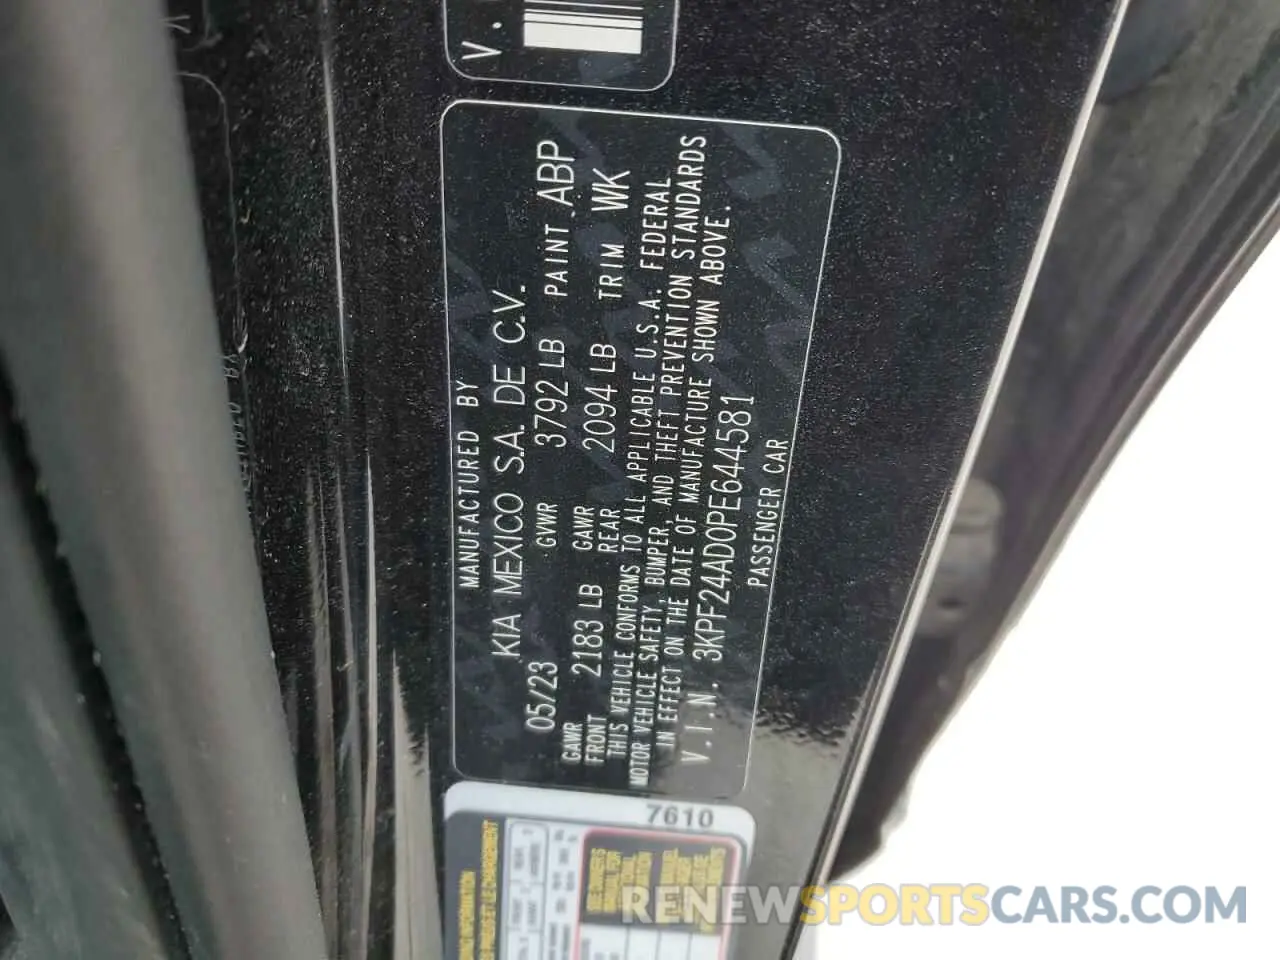 V.
MANUFACTURED BY
KIA MEXICO S.A. DE C.V.
05/23 GVWR 3792 LB PAINT ABP
GAWR FRONT 2183 LB GAWR REAR 2094 LB TRIM WK
THIS VEHICLE CONFORMS TO ALL APPLICABLE U.S.A. FEDERAL
MOTOR VEHICLE SAFETY, BUMPER, AND THEFT PREVENTION STANDARDS
IN EFFECT ON THE DATE OF MANUFACTURE SHOWN ABOVE.
V.I.N. 3KPF24AD0PE644581
PASSENGER CAR
7610
RENEWSPORTSCARS.COM